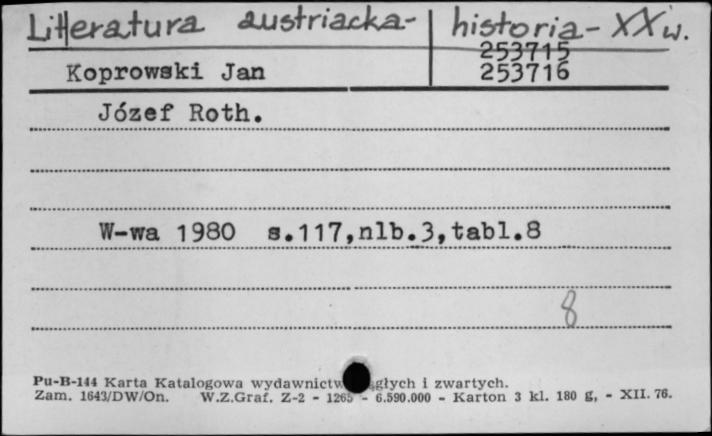 Litteratura austriacka- historia - XX w.
253715
Koprowski Jan 253716
Józef Roth.
W-wa 1980 s.117,nlb.3,tabl.8
8
Pu-B-144 Karta Katalogowa wydawnictw głych i zwartych.
Zam. 1643/DW/On. W.Z.Graf. Z-2 - 1265 - 6.590.000 - Karton 3 kl. 180 g, - XII. 76.